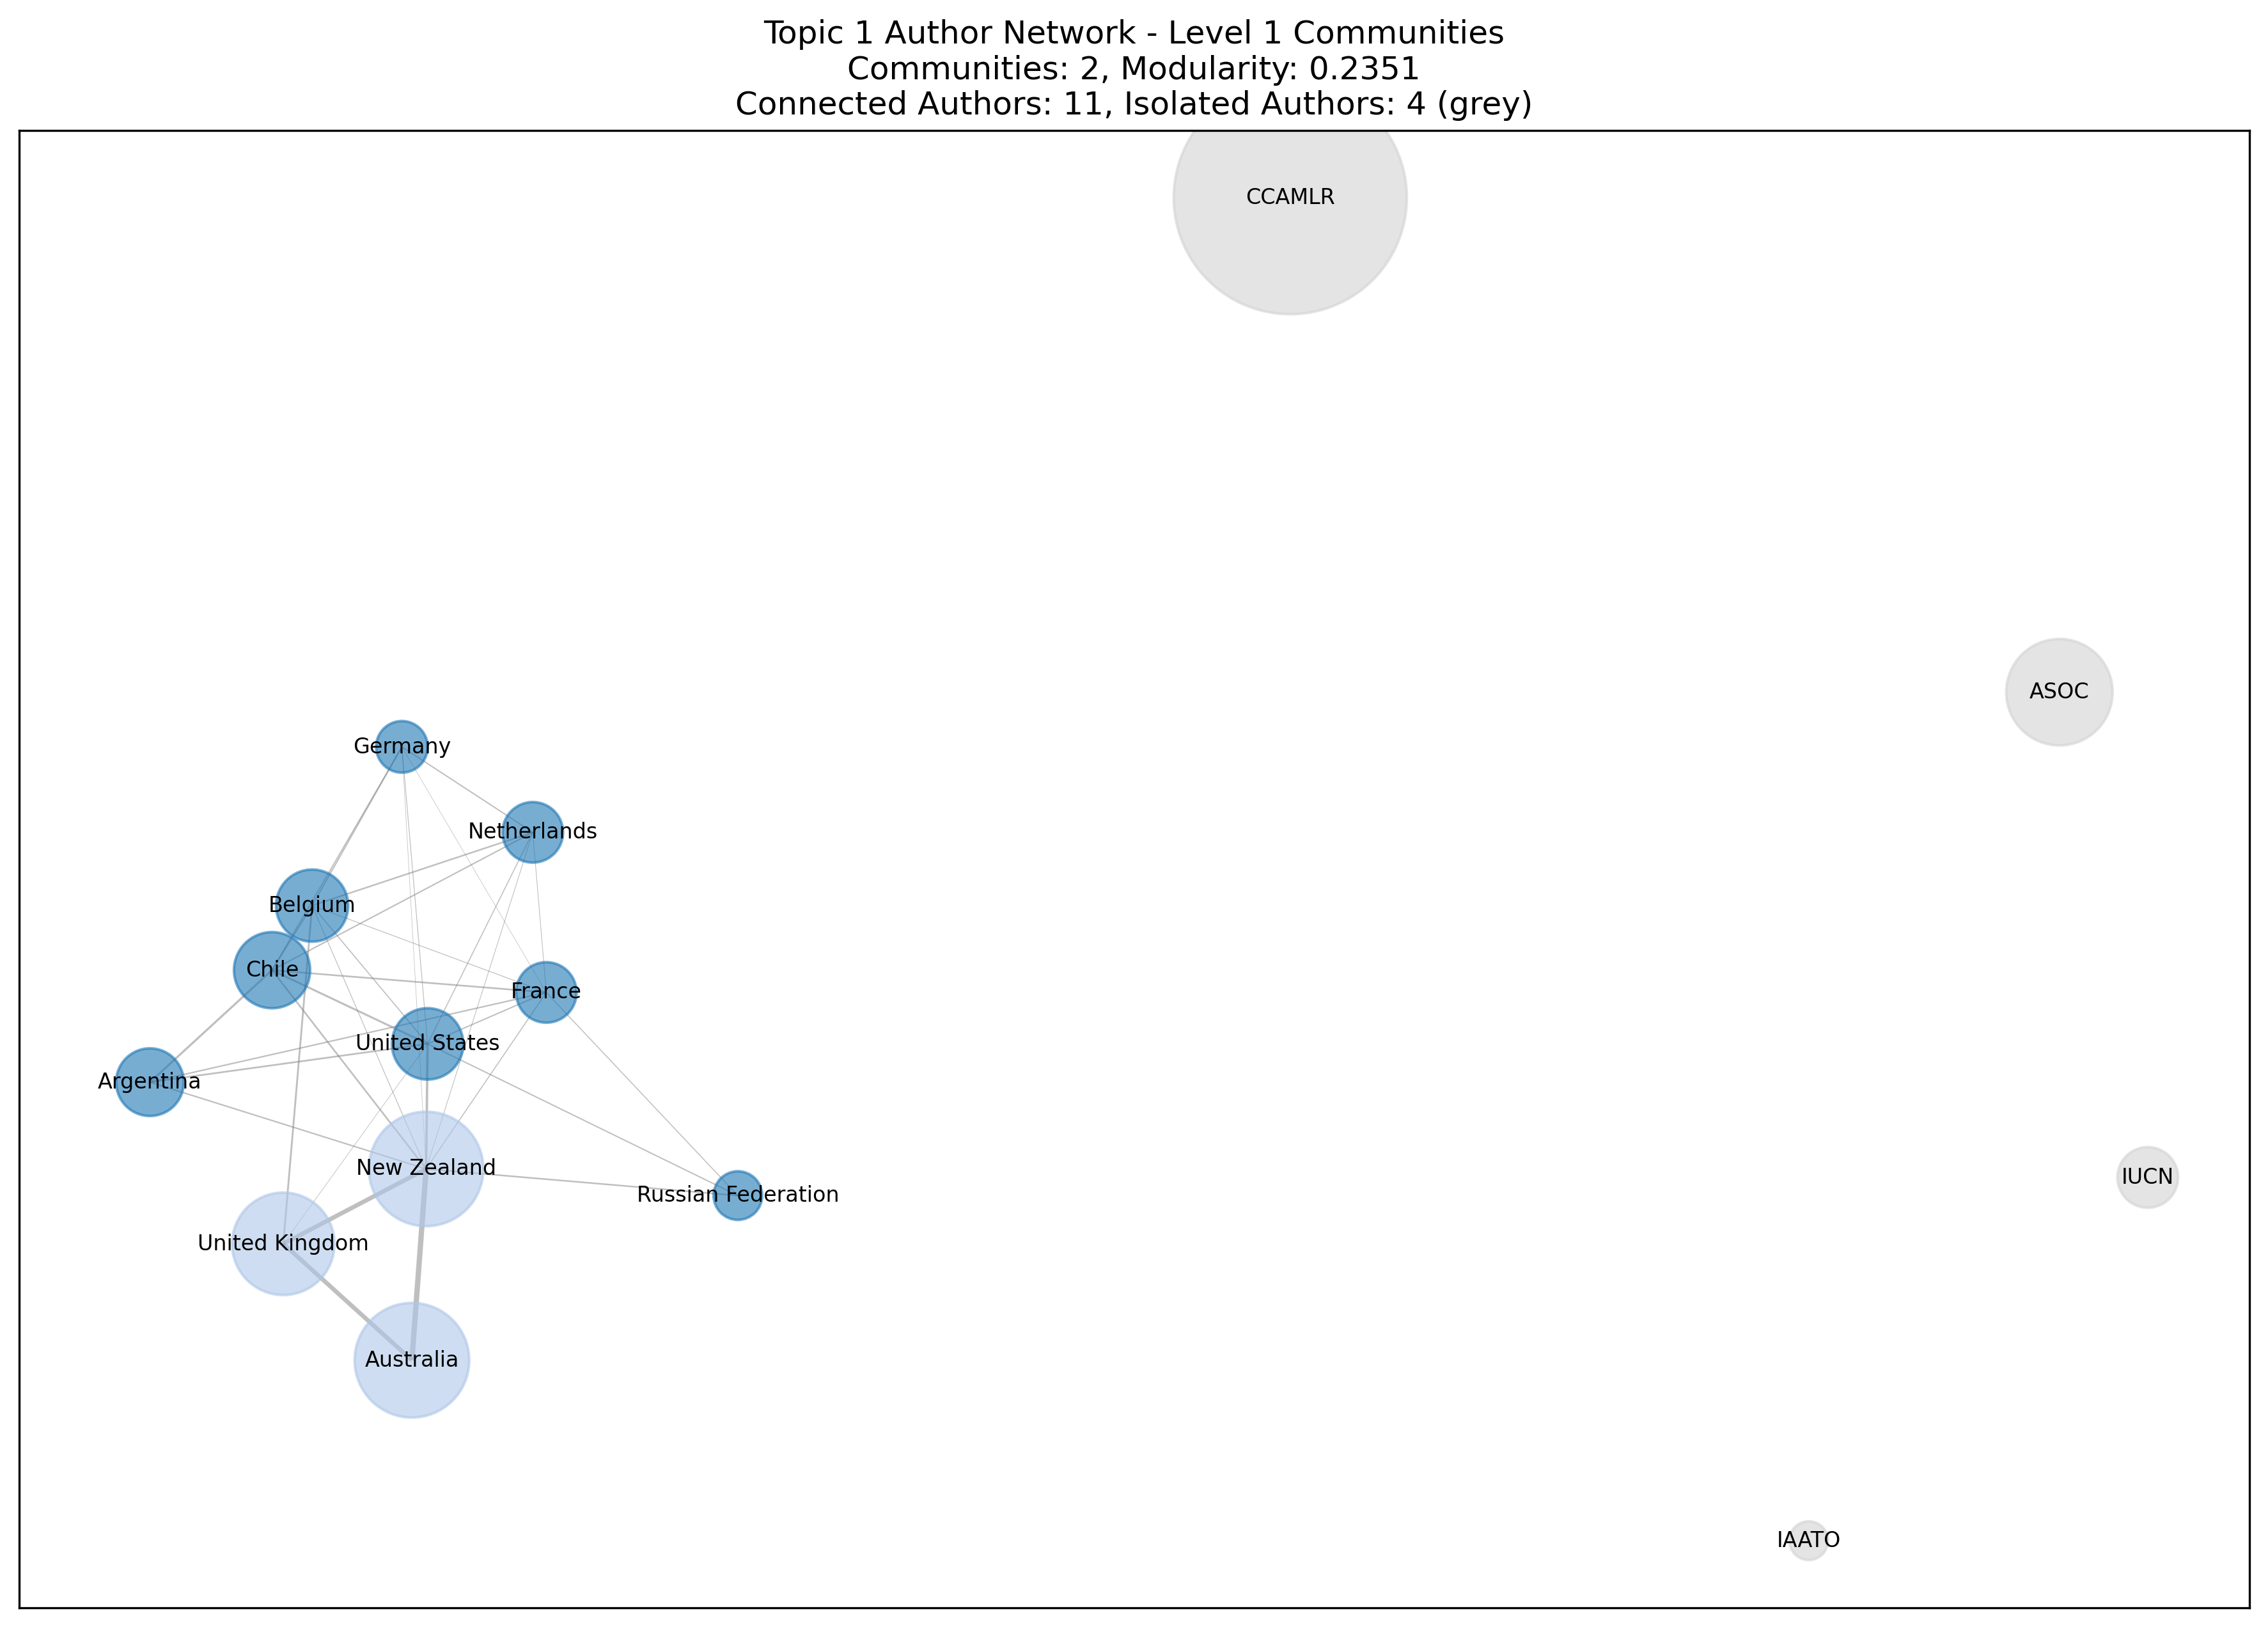 Topic 1 Author Network - Level 1 Communities
Communities: 2, Modularity: 0.2351
Connected Authors: 11, Isolated Authors: 4 (grey)
CCAMLR
ASOC
Germany
Netherlands
Belgium
Chile
France
United States
Argentina
New Zealand
IUCN
Russian Federation
United Kingdom
Australia
IAATO